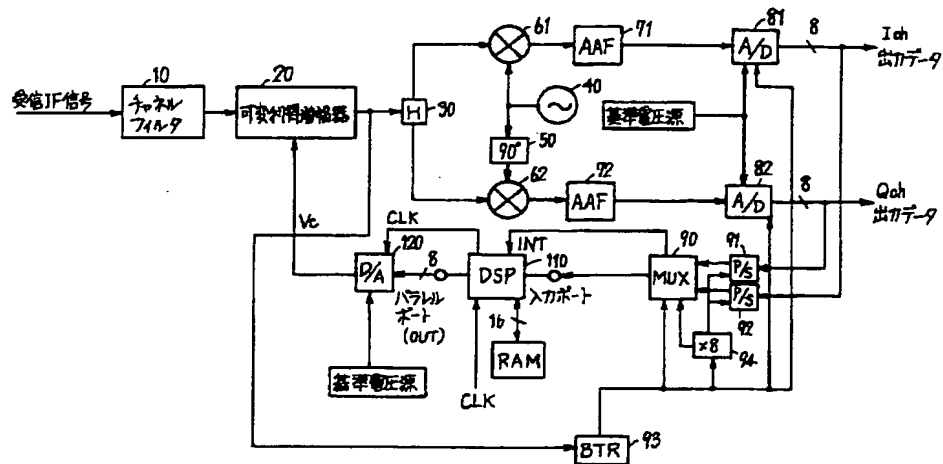 受信IF信号
10
チャネル
フィルタ
20
可変利得増幅器
H
30
61
71
AAF
81
A/D
8
Ich
出力データ
40
50
90°
基準電圧源
62
72
AAF
82
A/D
8
Qch
出力データ
Vc
CLK
120
D/A
8
パラレル
ポート
(OUT)
INT
110
DSP
入力ポート
90
MUX
91
P/S
P/S
92
×8
94
16
RAM
基準電圧源
CLK
BTR
93